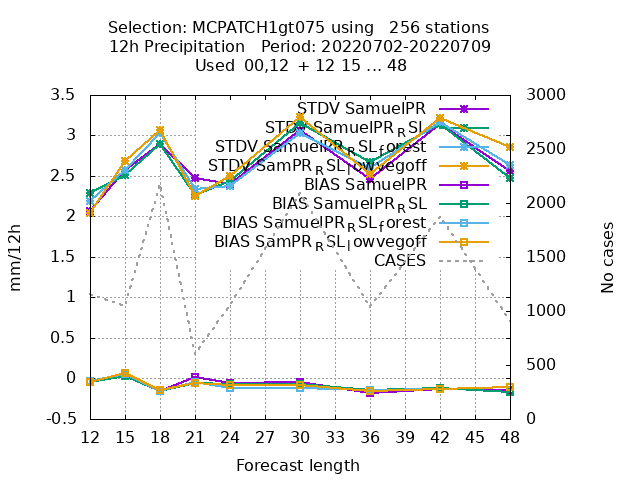 Selection: MCPATCH1gt075 using   256 stations
12h Precipitation   Period: 20220702-20220709
Used  00,12  + 12 15 ... 48
3.5
3
2.5
2
1.5
1
0.5
0
-0.5
mm/12h
3000
2500
2000
1500
1000
500
0
No cases
STDV SamuelPR
STDV SamuelPR_RSL
STDV SamuelPR_RSL_forest
STDV SamPR_RSL_lowvegoff
BIAS SamuelPR
BIAS SamuelPR_RSL
BIAS SamuelPR_RSL_forest
BIAS SamPR_RSL_lowvegoff
CASES
12 15 18 21 24 27 30 33 36 39 42 45 48
Forecast length